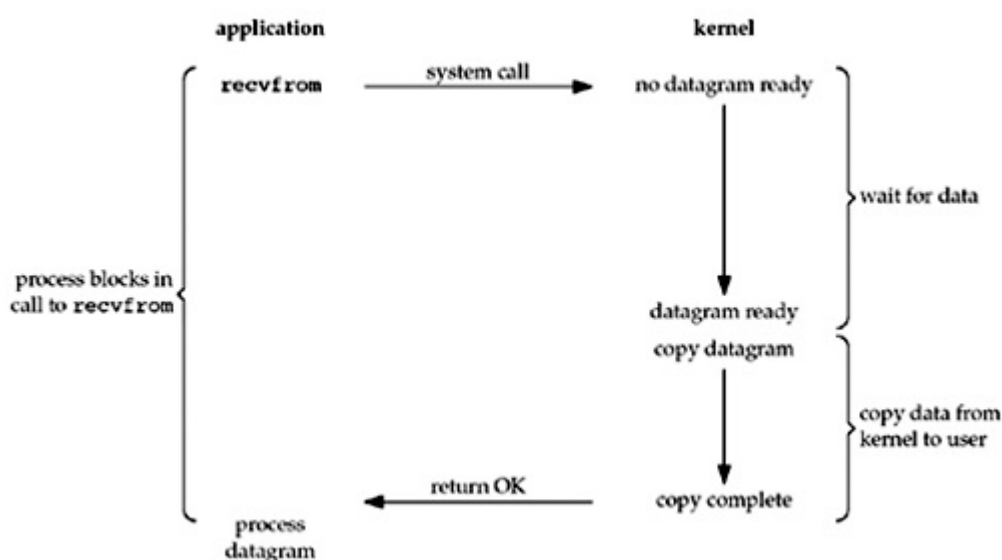 application
kernel
recvfrom
system call
no datagram ready
wait for data
process blocks in
call to recvfrom
datagram ready
copy datagram
copy data from
kernel to user
return OK
copy complete
process
datagram